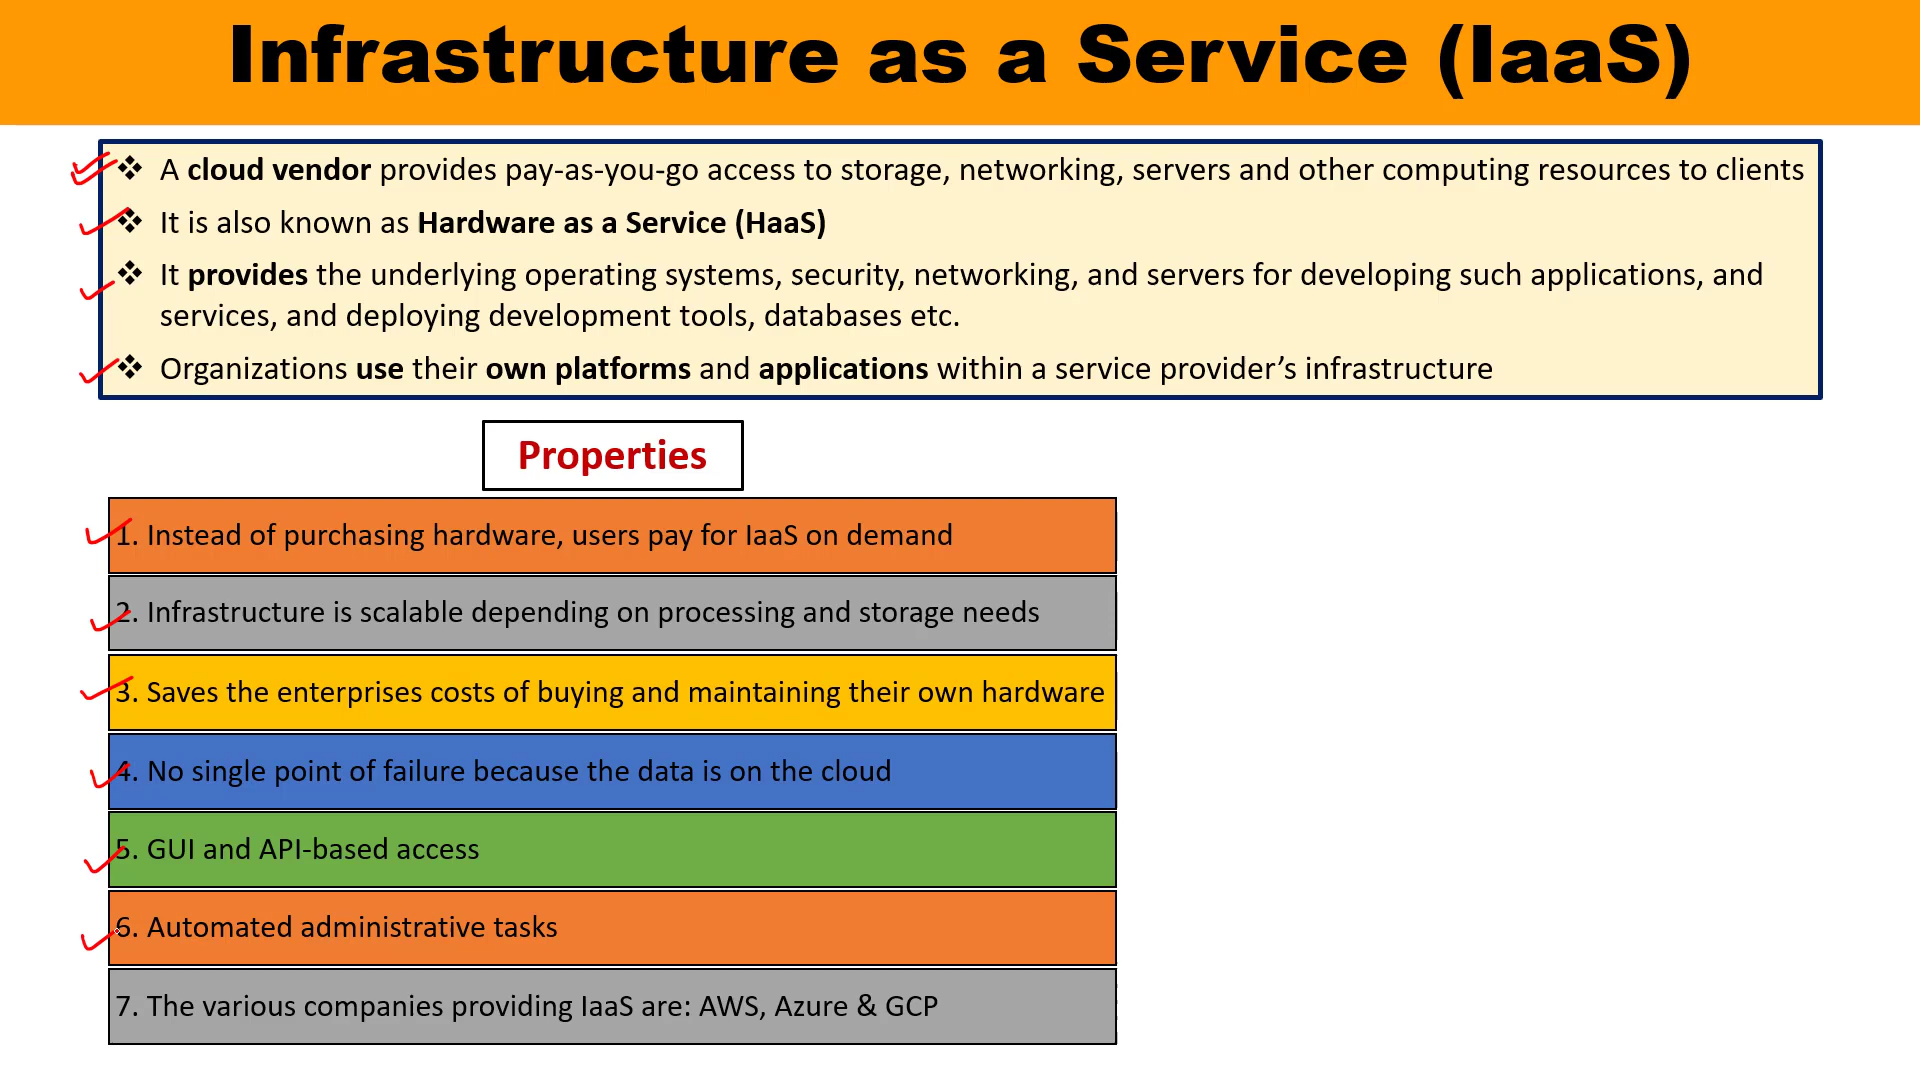 Infrastructure as a Service (IaaS)
❖ A cloud vendor provides pay-as-you-go access to storage, networking, servers and other computing resources to clients
❖ It is also known as Hardware as a Service (HaaS)
❖ It provides the underlying operating systems, security, networking, and servers for developing such applications, and
services, and deploying development tools, databases etc.
❖ Organizations use their own platforms and applications within a service provider’s infrastructure
Properties
1. Instead of purchasing hardware, users pay for IaaS on demand
2. Infrastructure is scalable depending on processing and storage needs
3. Saves the enterprises costs of buying and maintaining their own hardware
4. No single point of failure because the data is on the cloud
5. GUI and API-based access
6. Automated administrative tasks
7. The various companies providing IaaS are: AWS, Azure & GCP